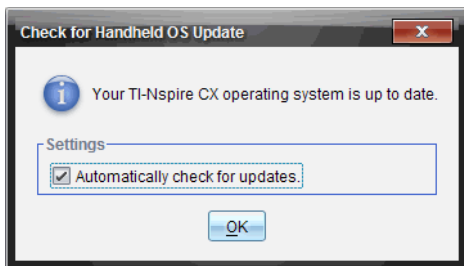 Check for Handheld OS Update
Your TI-Nspire CX operating system is up to date.
Settings
Automatically check for updates.
OK